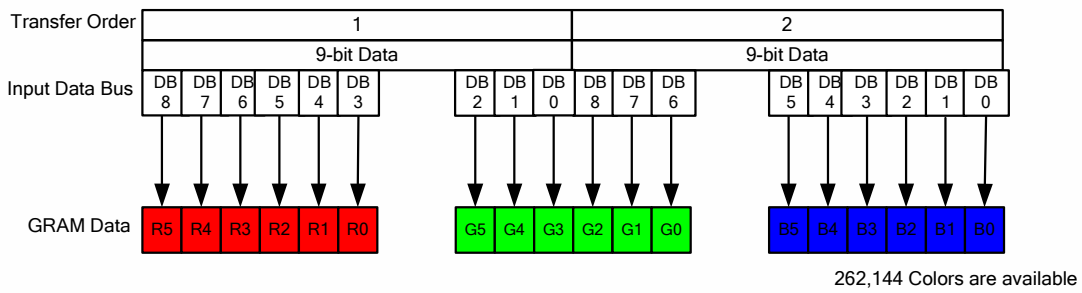 Transfer Order 1 2
9-bit Data 9-bit Data
Input Data Bus DB 8 DB 7 DB 6 DB 5 DB 4 DB 3 DB 2 DB 1 DB 0 DB 8 DB 7 DB 6 DB 5 DB 4 DB 3 DB 2 DB 1 DB 0
GRAM Data R5 R4 R3 R2 R1 R0 G5 G4 G3 G2 G1 G0 B5 B4 B3 B2 B1 B0
262,144 Colors are available